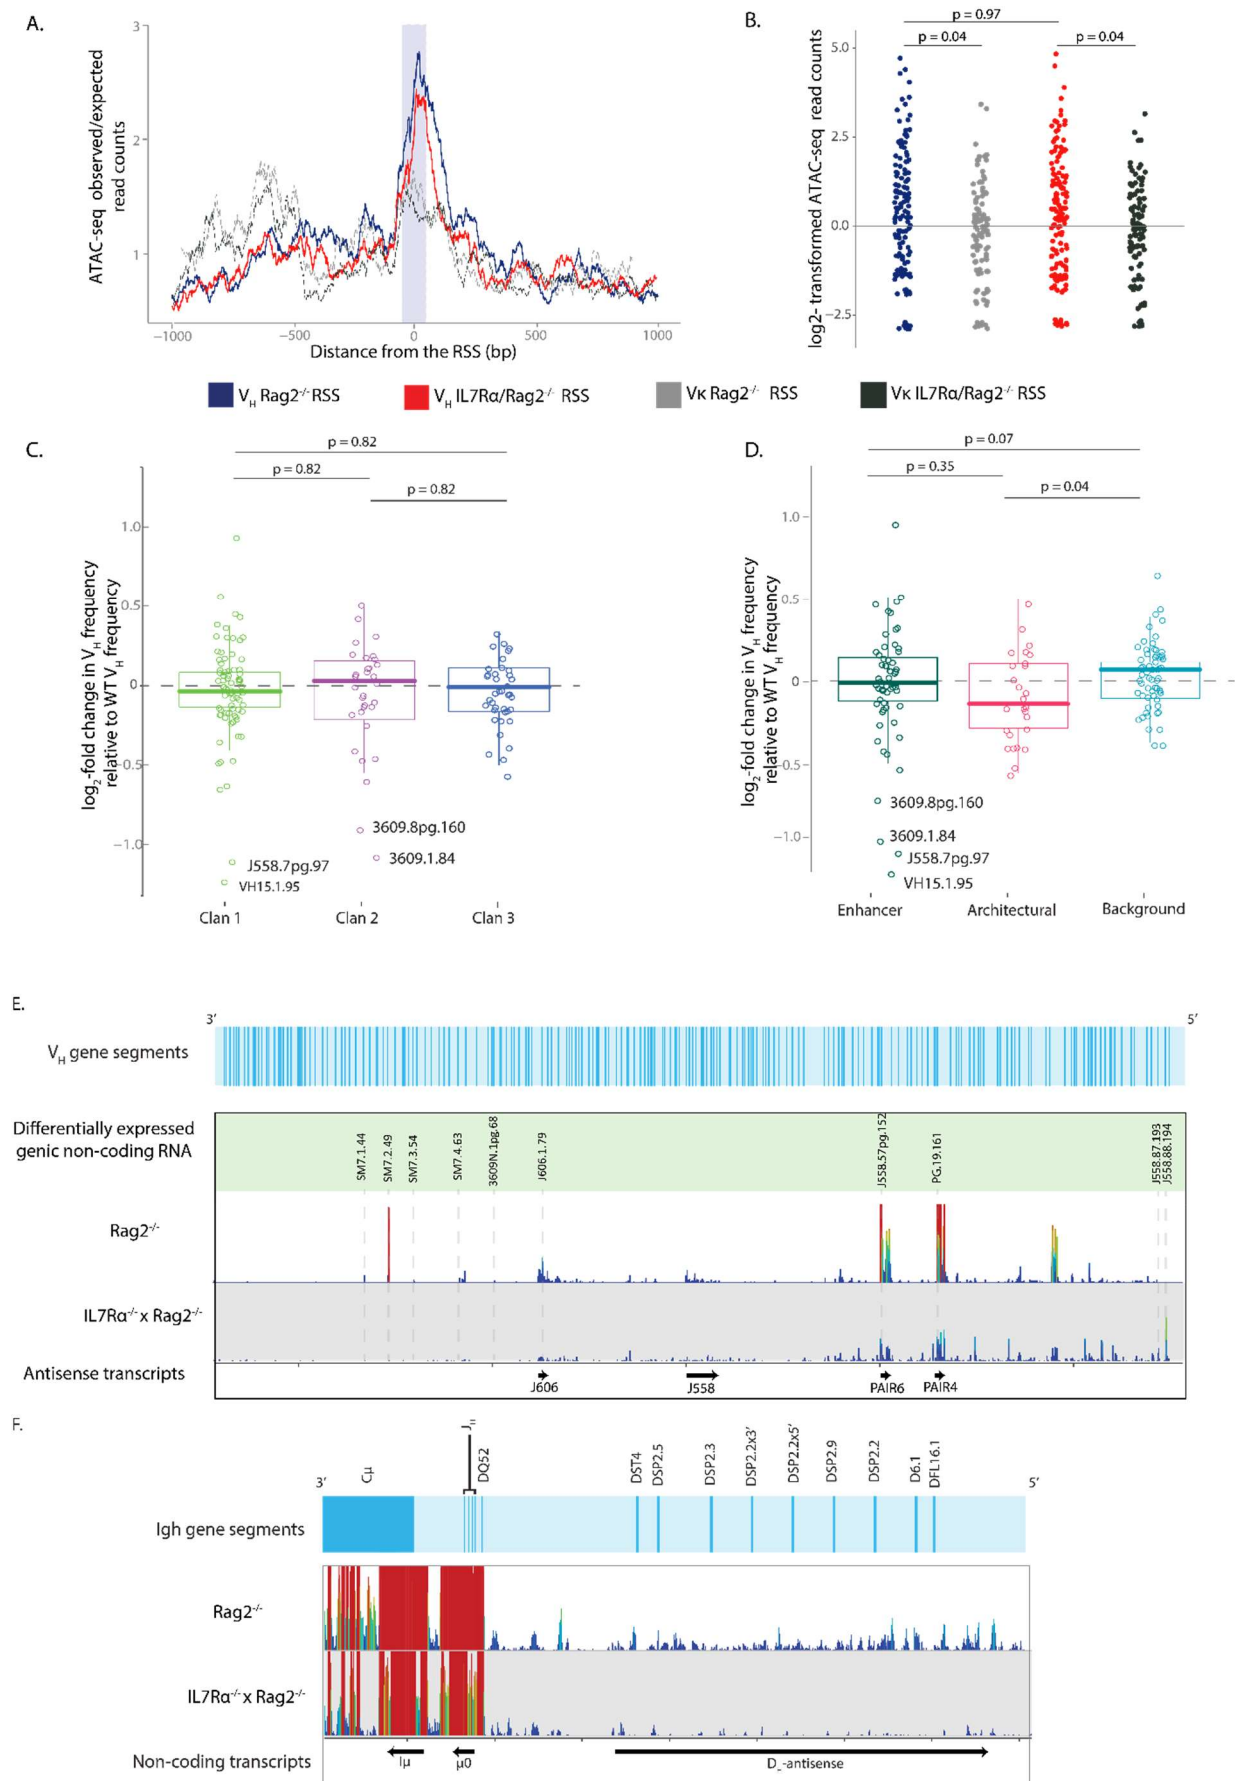 A.
ATAC-seq observed/expected
read counts
3
2
1
−1000
−500
0
500
1000
Distance from the RSS (bp)
B.
p = 0.97
p = 0.04
p = 0.04
log2- transformed ATAC-seq read counts
5.0
2.5
0.0
−2.5
VH Rag2-/- RSS
VH IL7Rα/Rag2-/- RSS
Vκ Rag2-/- RSS
Vκ IL7Rα/Rag2-/- RSS
C.
p = 0.82
p = 0.82
p = 0.82
log2-fold change in VH frequency
relative to WT VH frequency
1.0
0.5
0
−0.5
−1.0
3609.8pg.160
3609.1.84
J558.7pg.97
VH15.1.95
Clan 1
Clan 2
Clan 3
D.
p = 0.07
p = 0.35
p = 0.04
log2-fold change in VH frequency
relative to WT VH frequency
1.0
0.5
0
−0.5
−1.0
3609.8pg.160
3609.1.84
J558.7pg.97
VH15.1.95
Enhancer
Architectural
Background
E.
3′
5′
VH gene segments
Differentially expressed
genic non-coding RNA
SM7.1.44
SM7.2.49
SM7.3.54
SM7.4.63
3609N.1pg.68
J606.1.79
J558.57pg.152
PG.19.161
J558.87.193
J558.88.194
Rag2-/-
IL7Rα-/- x Rag2-/-
Antisense transcripts
J606
J558
PAIR6
PAIR4
F.
3′
Cμ
DQ52
DST4
DSP2.5
DSP2.3
DSP2.2x3′
DSP2.2x5′
DSP2.9
DSP2.2
D6.1
DFL16.1
5′
Igh gene segments
Rag2-/-
IL7Rα-/- x Rag2-/-
Non-coding transcripts
Iμ
μ0
D_-antisense